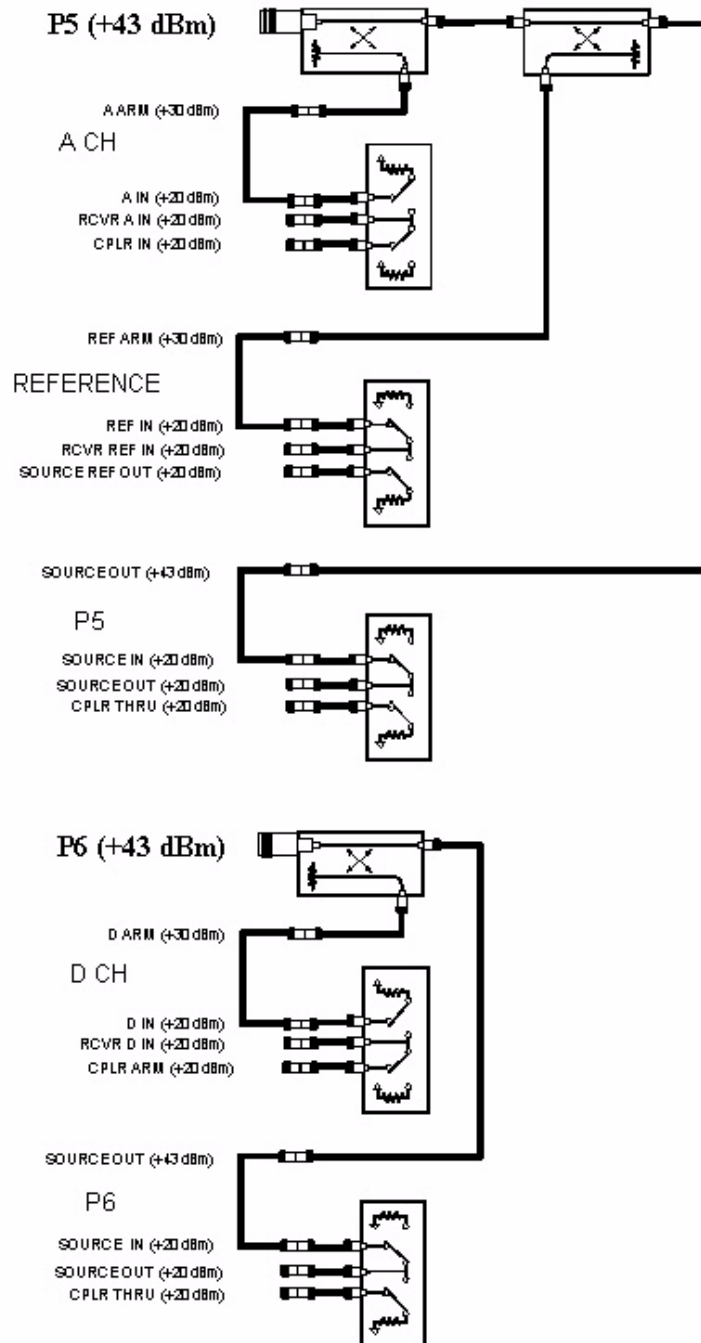 P5 (+43 dBm)
A ARM (+30 dBm)
A CH
A IN (+20 dBm)
RCVR A IN (+20 dBm)
CPLR IN (+20 dBm)
REF ARM (+30 dBm)
REFERENCE
REF IN (+20 dBm)
RCVR REF IN (+20 dBm)
SOURCE REF OUT (+20 dBm)
SOURCE OUT (+43 dBm)
P5
SOURCE IN (+20 dBm)
SOURCE OUT (+20 dBm)
CPLR THRU (+20 dBm)
P6 (+43 dBm)
D ARM (+30 dBm)
D CH
D IN (+20 dBm)
RCVR D IN (+20 dBm)
CPLR ARM (+20 dBm)
SOURCE OUT (+43 dBm)
P6
SOURCE IN (+20 dBm)
SOURCE OUT (+20 dBm)
CPLR THRU (+20 dBm)